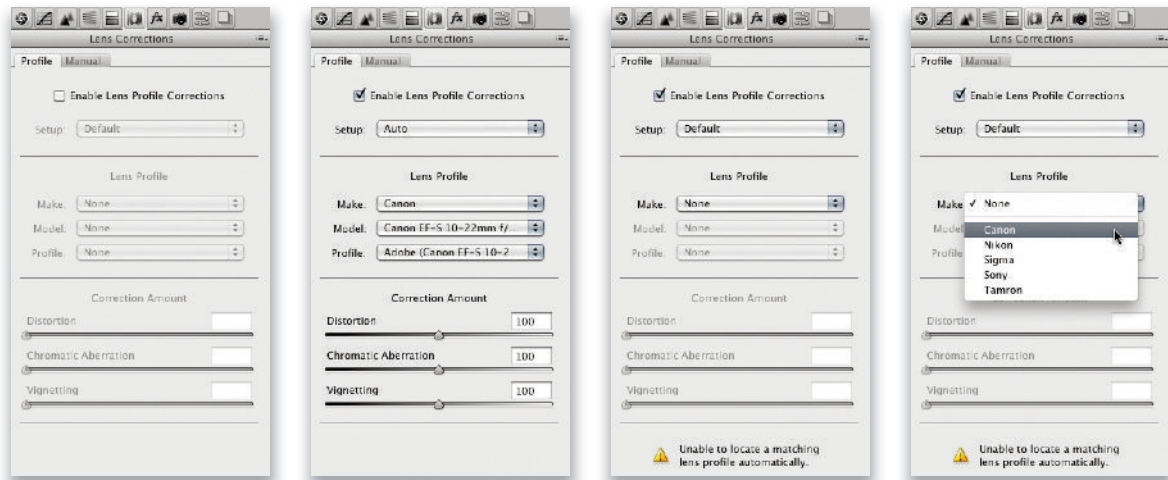 Lens Corrections
Profile Manual
Enable Lens Profile Corrections
Setup: Default
Lens Profile
Make: None
Model: None
Profile: None
Correction Amount
Distortion
Chromatic Aberration
Vignetting
Lens Corrections
Profile Manual
Enable Lens Profile Corrections
Setup: Auto
Lens Profile
Make: Canon
Model: Canon EF-S 10-22mm f/...
Profile: Adobe (Canon EF-S 10-2...
Correction Amount
Distortion 100
Chromatic Aberration 100
Vignetting 100
Lens Corrections
Profile Manual
Enable Lens Profile Corrections
Setup: Default
Lens Profile
Make: None
Model: None
Profile: None
Correction Amount
Distortion
Chromatic Aberration
Vignetting
Unable to locate a matching
lens profile automatically.
Lens Corrections
Profile Manual
Enable Lens Profile Corrections
Setup: Default
Lens Profile
Make ✓ None
Canon
Model
Nikon
Profile
Sigma
Sony
Tamron
Distortion
Chromatic Aberration
Vignetting
Unable to locate a matching
lens profile automatically.